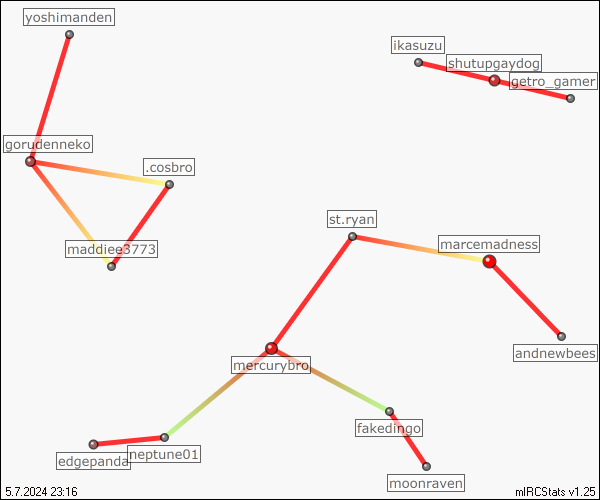 yoshimanden
ikasuzu
shutupgaydog
getro_gamer
gorudenneko
.cosbro
st.ryan
marcemadness
maddiee3773
andnewbees
mercurybro
fakedingo
neptune01
edgepanda
moonraven
5.7.2024 23:16
mIRCStats v1.25